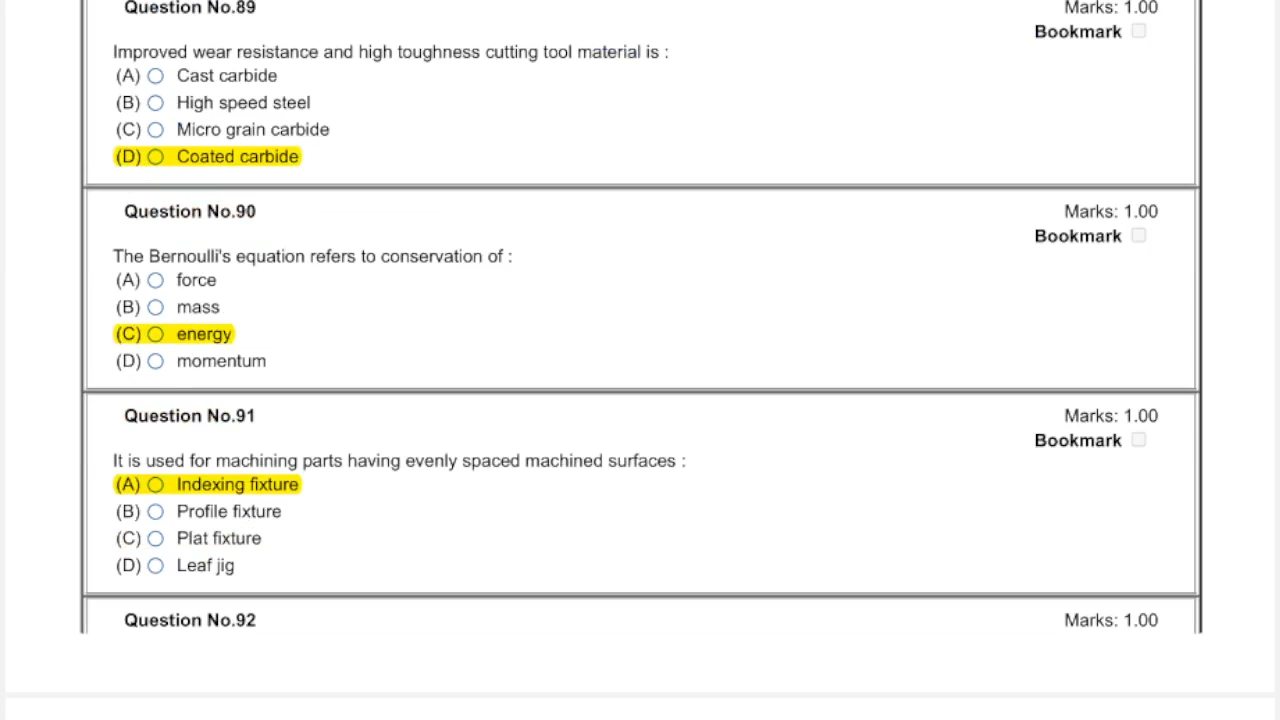 Question No.89 Marks: 1.00
Bookmark
Improved wear resistance and high toughness cutting tool material is :
(A) Cast carbide
(B) High speed steel
(C) Micro grain carbide
(D) Coated carbide
Question No.90 Marks: 1.00
Bookmark
The Bernoulli's equation refers to conservation of :
(A) force
(B) mass
(C) energy
(D) momentum
Question No.91 Marks: 1.00
Bookmark
It is used for machining parts having evenly spaced machined surfaces :
(A) Indexing fixture
(B) Profile fixture
(C) Plat fixture
(D) Leaf jig
Question No.92 Marks: 1.00